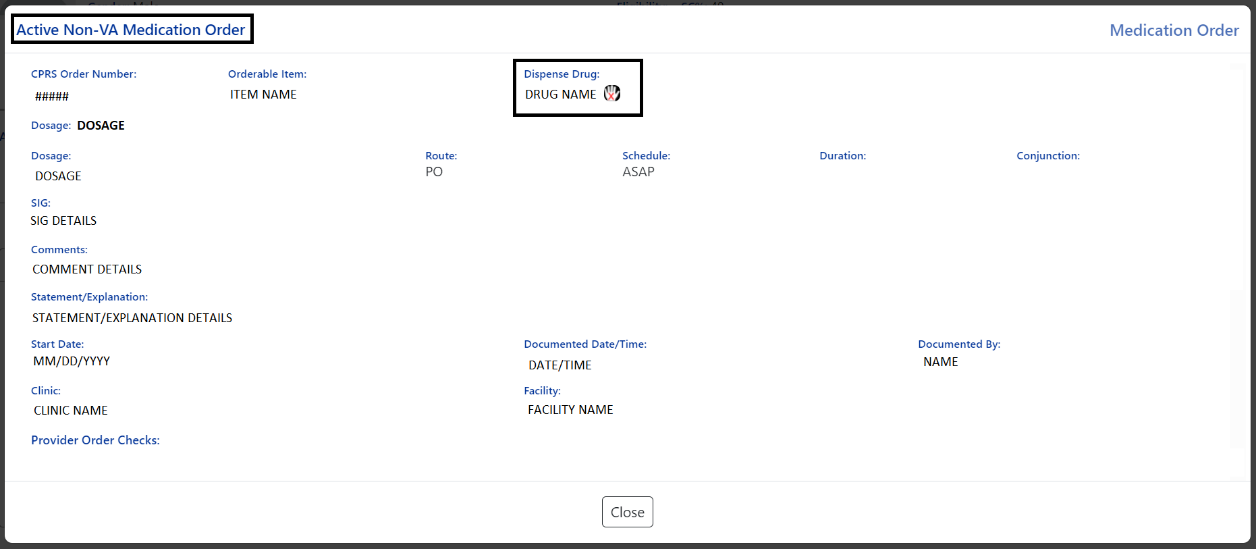 Active Non-VA Medication Order
Medication Order
CPRS Order Number: Orderable Item: Dispense Drug:
##### ITEM NAME DRUG NAME
Dosage: DOSAGE
Dosage: Route: Schedule: Duration: Conjunction:
DOSAGE PO ASAP
SIG:
SIG DETAILS
Comments:
COMMENT DETAILS
Statement/Explanation:
STATEMENT/EXPLANATION DETAILS
Start Date: Documented Date/Time: Documented By:
MM/DD/YYYY DATE/TIME NAME
Clinic: Facility:
CLINIC NAME FACILITY NAME
Provider Order Checks:
Close